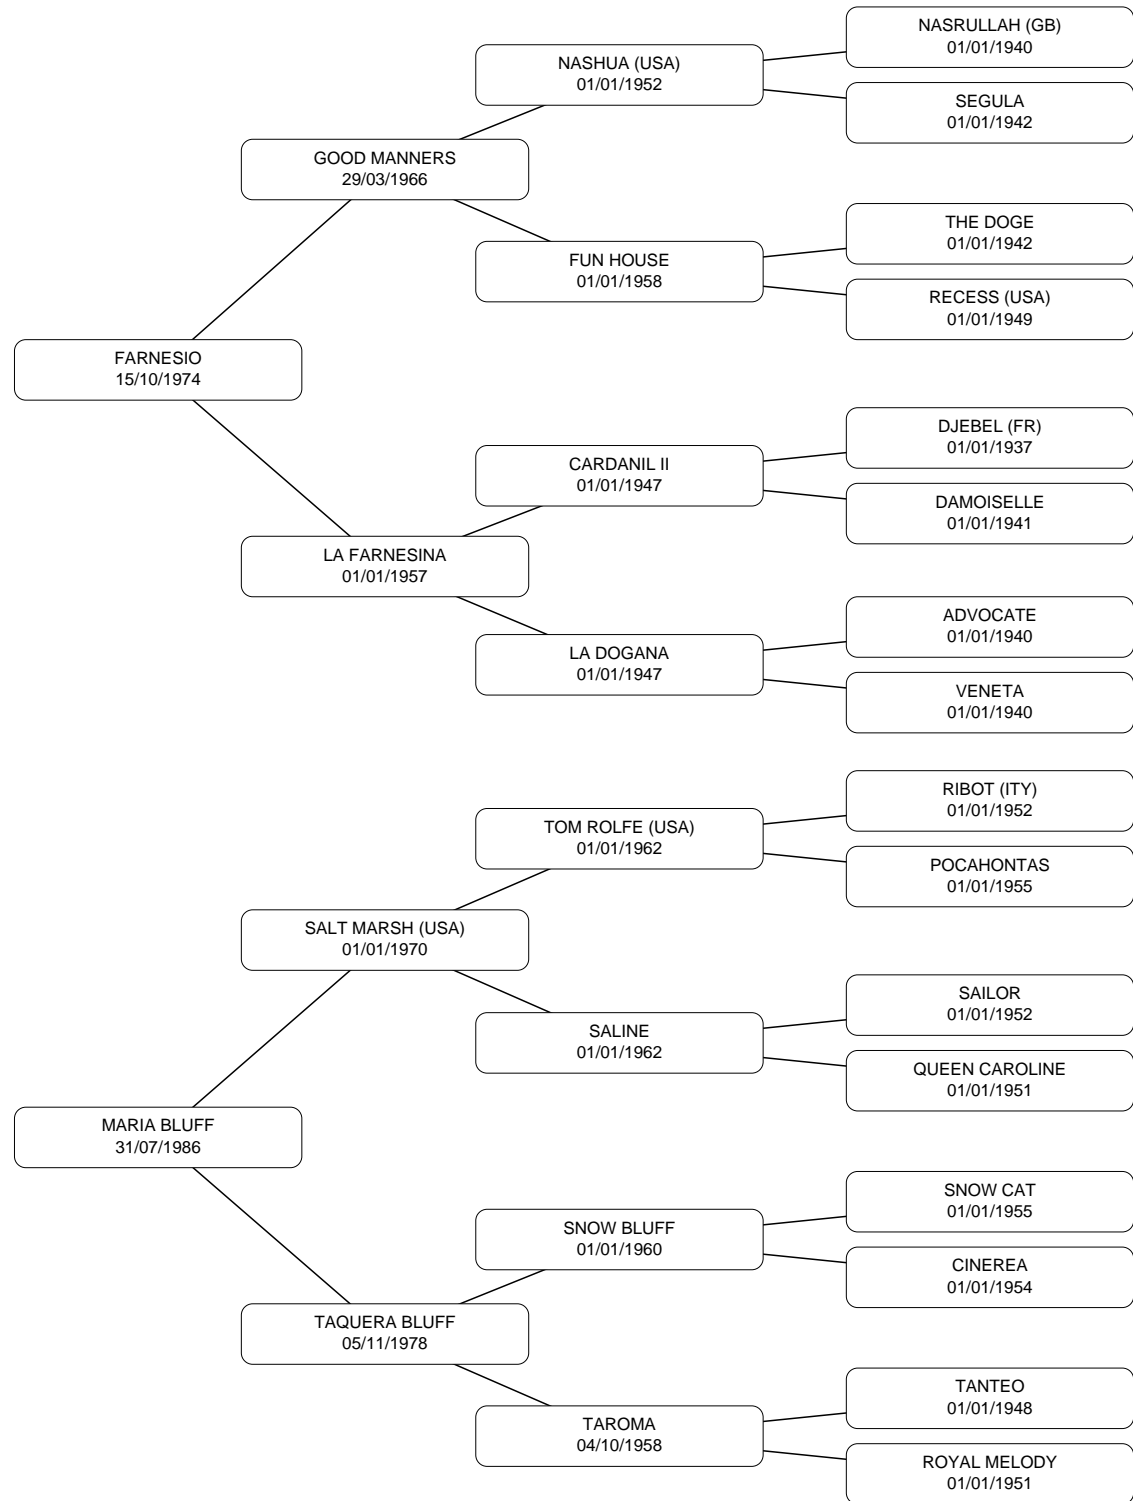 NASRULLAH (GB)
01/01/1940
NASHUA (USA)
01/01/1952
SEGULA
01/01/1942
GOOD MANNERS
29/03/1966
THE DOGE
01/01/1942
FUN HOUSE
01/01/1958
RECESS (USA)
01/01/1949
FARNESIO
15/10/1974
DJEBEL (FR)
01/01/1937
CARDANIL II
01/01/1947
DAMOISELLE
01/01/1941
LA FARNESINA
01/01/1957
ADVOCATE
01/01/1940
LA DOGANA
01/01/1947
VENETA
01/01/1940
RIBOT (ITY)
01/01/1952
TOM ROLFE (USA)
01/01/1962
POCAHONTAS
01/01/1955
SALT MARSH (USA)
01/01/1970
SAILOR
01/01/1952
SALINE
01/01/1962
QUEEN CAROLINE
01/01/1951
MARIA BLUFF
31/07/1986
SNOW CAT
01/01/1955
SNOW BLUFF
01/01/1960
CINEREA
01/01/1954
TAQUERA BLUFF
05/11/1978
TANTEO
01/01/1948
TAROMA
04/10/1958
ROYAL MELODY
01/01/1951